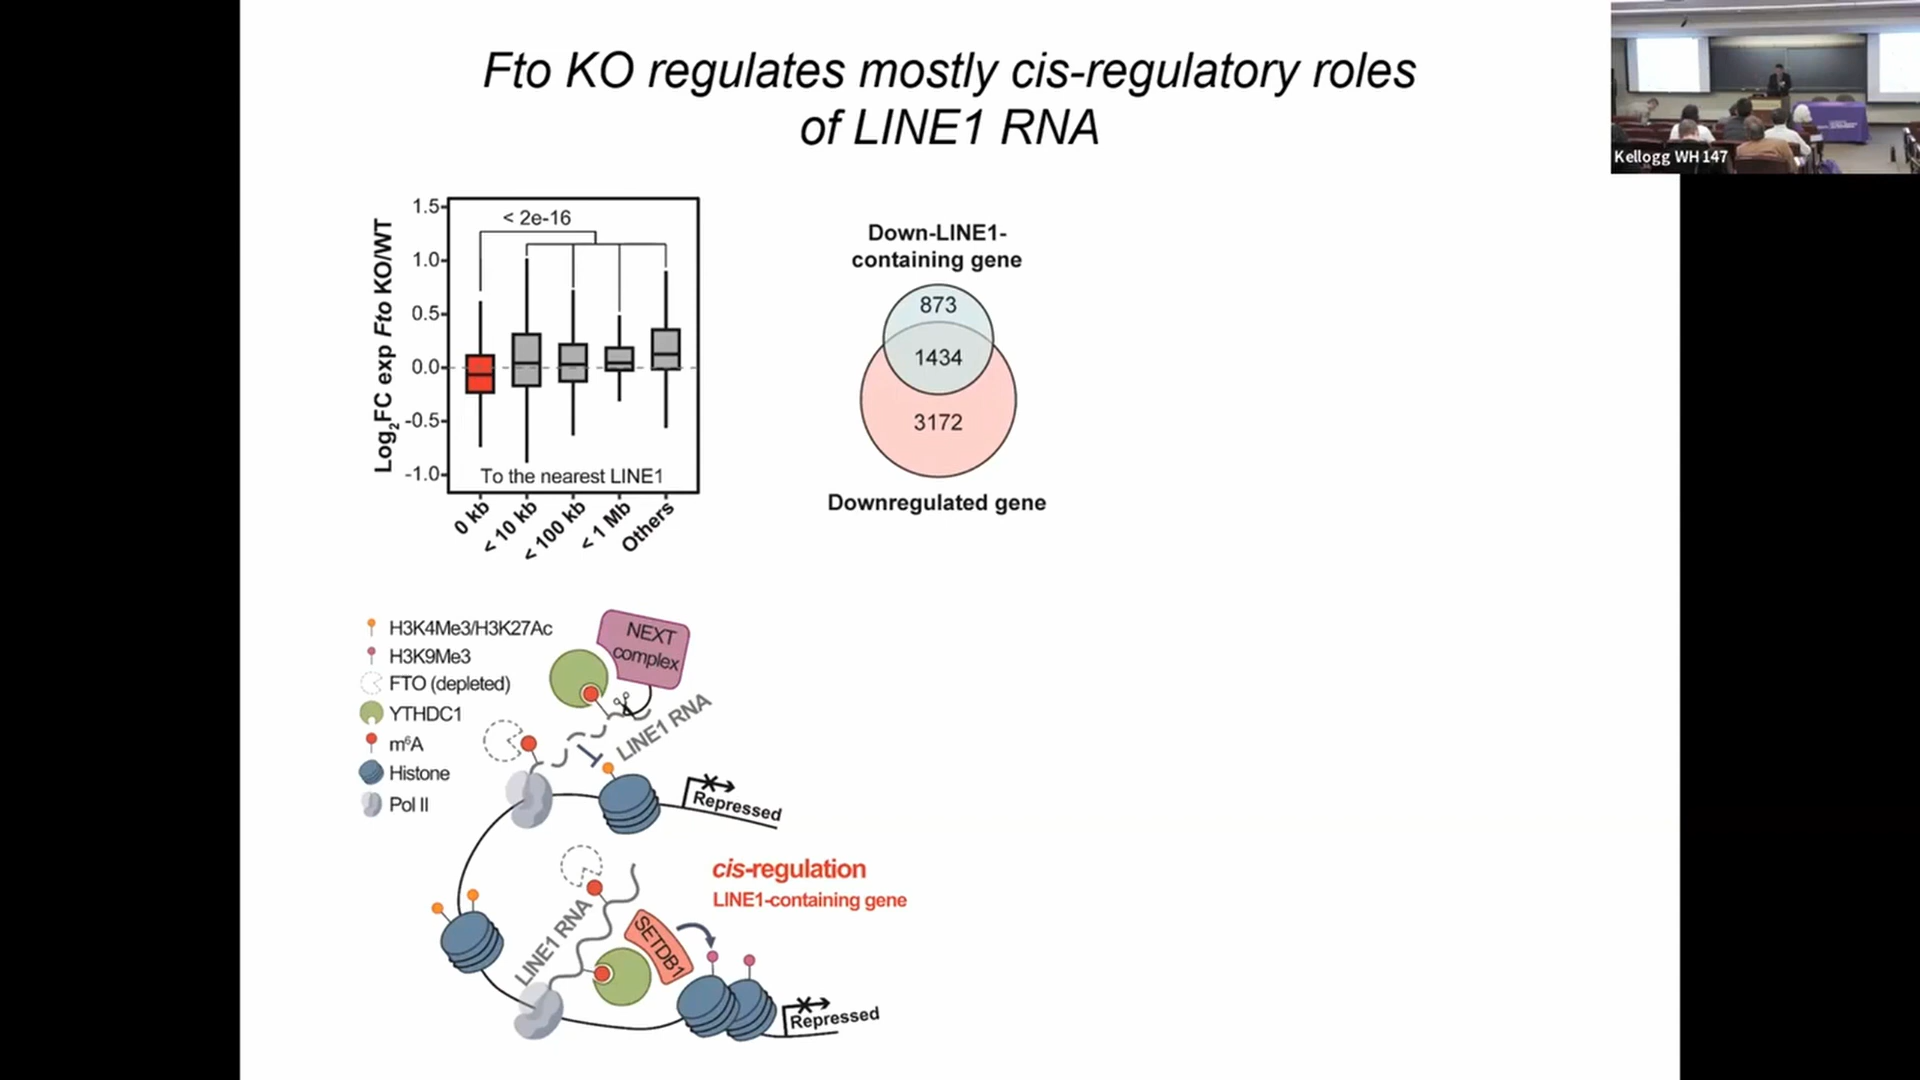 Fto KO regulates mostly cis-regulatory roles
of LINE1 RNA
Kellogg WH 147
Log2FC exp Fto KO/WT
1.5
1.0
0.5
0.0
-0.5
-1.0
< 2e-16
To the nearest LINE1
0 kb
< 10 kb
< 100 kb
< 1 Mb
Others
Down-LINE1-
containing gene
873
1434
3172
Downregulated gene
H3K4Me3/H3K27Ac
H3K9Me3
FTO (depleted)
YTHDC1
m⁶A
Histone
Pol II
NEXT
complex
LINE1 RNA
Repressed
cis-regulation
LINE1-containing gene
LINE1 RNA
SETDB1
Repressed